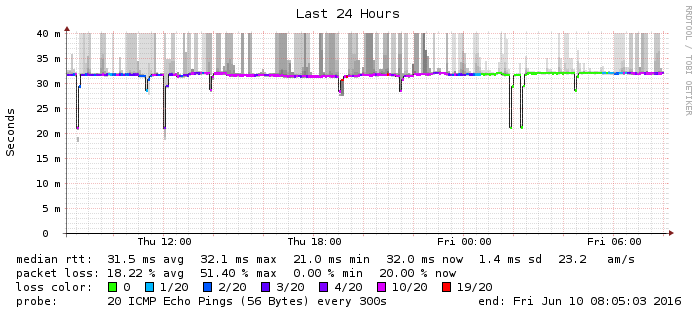 Last 24 Hours
RRDTOOL / TOBI OETIKER
Seconds
40 m
35 m
30 m
25 m
20 m
15 m
10 m
5 m
0
Thu 12:00 Thu 18:00 Fri 00:00 Fri 06:00
median rtt: 31.5 ms avg 32.1 ms max 21.0 ms min 32.0 ms now 1.4 ms sd 23.2 am/s
packet loss: 18.22 % avg 51.40 % max 0.00 % min 20.00 % now
loss color: 0 1/20 2/20 3/20 4/20 10/20 19/20
probe: 20 ICMP Echo Pings (56 Bytes) every 300s end: Fri Jun 10 08:05:03 2016